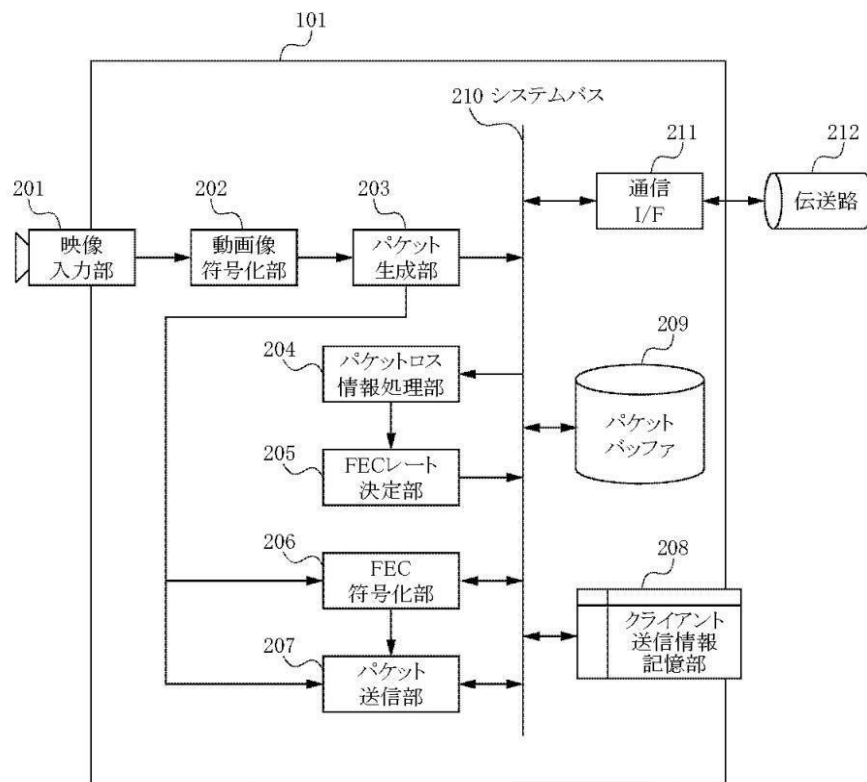 101
210 システムバス
211
212
通信
I/F
伝送路
201
202
203
映像
入力部
動画像
符号化部
パケット
生成部
204
パケットロス
情報処理部
209
パケット
バッファ
205
FECレート
決定部
206
FEC
符号化部
208
クライアント
送信情報
記憶部
207
パケット
送信部